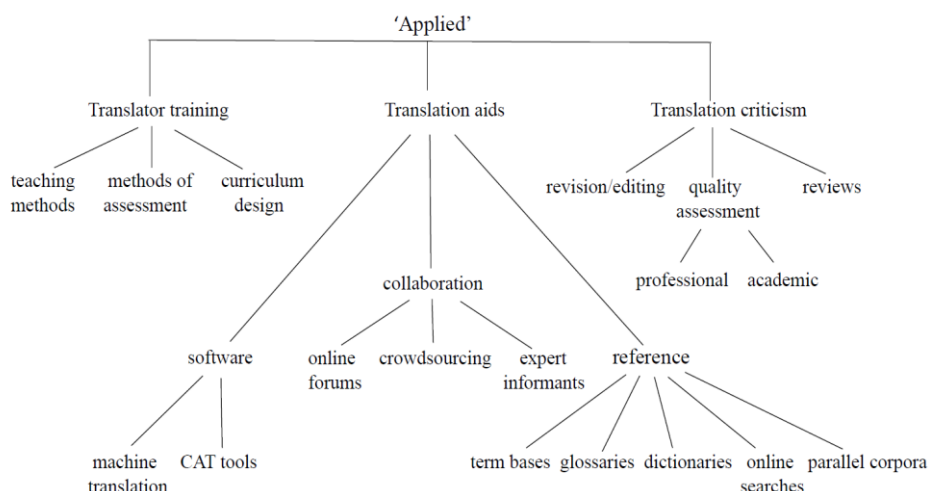 ‘Applied’
Translator training
Translation aids
Translation criticism
teaching
methods
methods of
assessment
curriculum
design
revision/editing
quality
assessment
reviews
professional
academic
collaboration
software
online
forums
crowdsourcing
expert
informants
reference
machine
translation
CAT tools
term bases
glossaries
dictionaries
online
searches
parallel corpora